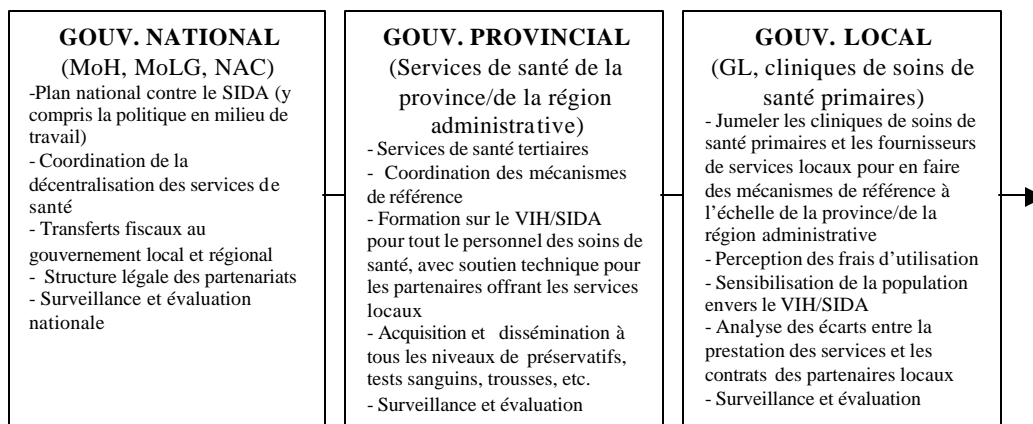 GOUV. NATIONAL
(MoH, MoLG, NAC)
-Plan national contre le SIDA (y
compris la politique en milieu de
travail)
- Coordination de la
décentralisation des services de
santé
- Transferts fiscaux au
gouvernement local et régional
- Structure légale des partenariats
- Surveillance et évaluation
nationale
GOUV. PROVINCIAL
(Services de santé de la
province/de la région
administrative)
- Services de santé tertiaires
- Coordination des mécanismes
de référence
- Formation sur le VIH/SIDA
pour tout le personnel des soins de
santé, avec soutien technique pour
les partenaires offrant les services
locaux
- Acquisition et dissémination à
tous les niveaux de préservatifs,
tests sanguins, trousses, etc.
- Surveillance et évaluation
GOUV. LOCAL
(GL, cliniques de soins de
santé primaires)
- Jumeler les cliniques de soins de
santé primaires et les fournisseurs
de services locaux pour en faire
des mécanismes de référence à
l'échelle de la province/de la
région administrative
- Perception des frais d'utilisation
- Sensibilisation de la population
envers le VIH/SIDA
- Analyse des écarts entre la
prestation des services et les
contrats des partenaires locaux
- Surveillance et évaluation